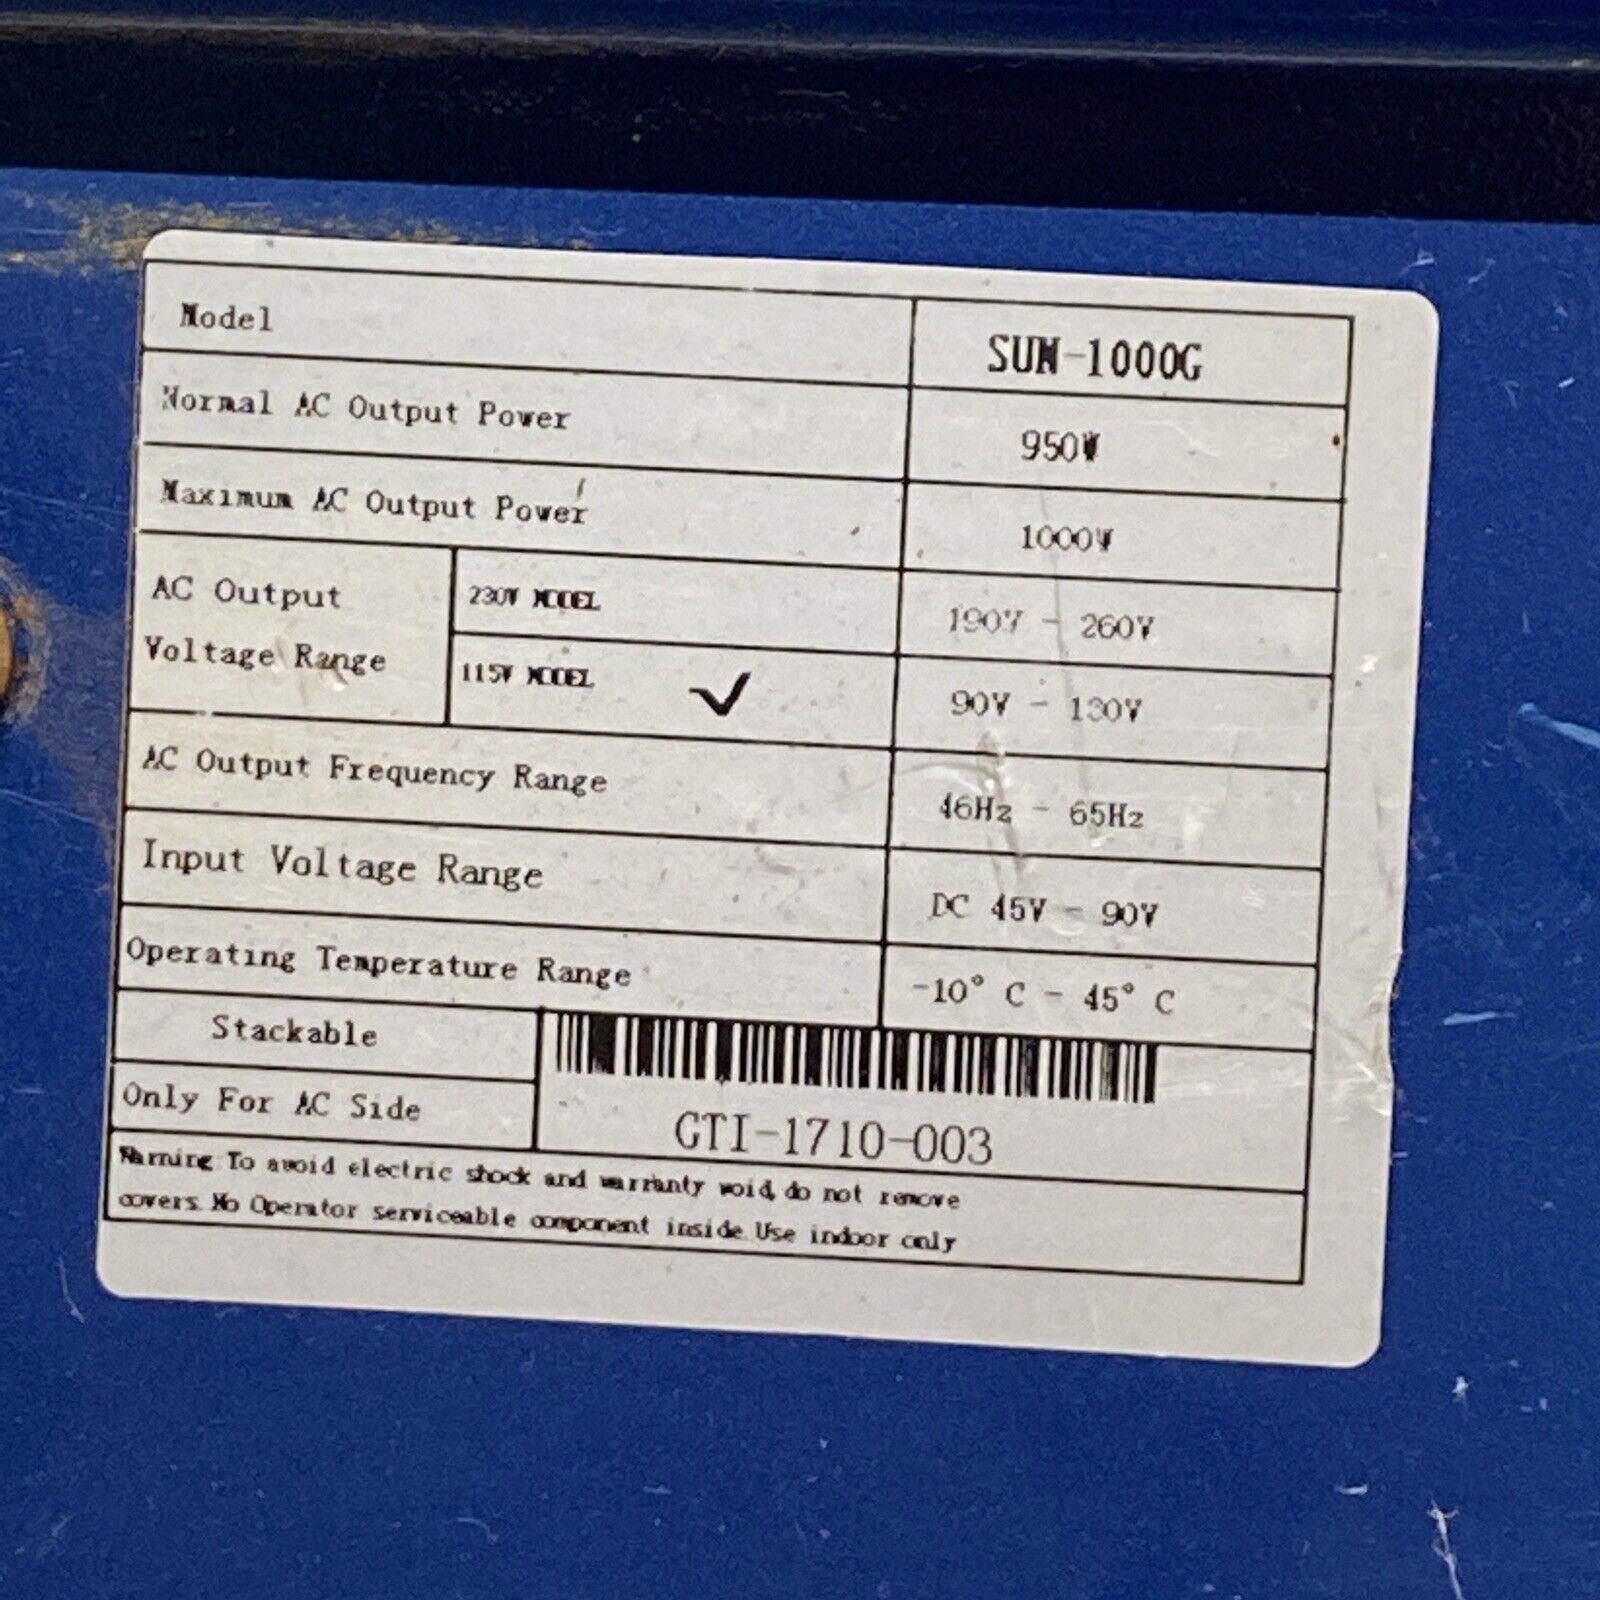 Model SUN-1000G
Normal AC Output Power 950W
Maximum AC Output Power 1000W
AC Output Voltage Range
230V MODEL 190V - 260V
115V MODEL ✓ 90V - 130V
AC Output Frequency Range 46Hz - 65Hz
Input Voltage Range DC 45V - 90V
Operating Temperature Range -10° C - 45° C
Stackable
Only For AC Side
GTI-1710-003
Warning: To avoid electric shock and warranty void, do not remove
covers. No Operator serviceable component inside. Use indoor only